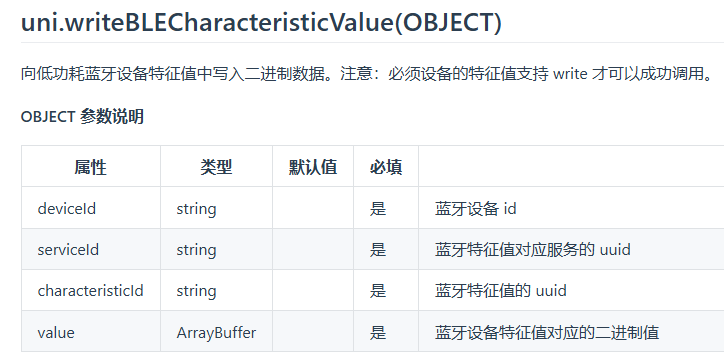 uni.writeBLECharacteristicValue(OBJECT)
向低功耗蓝牙设备特征值中写入二进制数据。注意：必须设备的特征值支持 write 才可以成功调用。
OBJECT 参数说明
属性 类型 默认值 必填
deviceId string 是 蓝牙设备 id
serviceId string 是 蓝牙特征值对应服务的 uuid
characteristicId string 是 蓝牙特征值的 uuid
value ArrayBuffer 是 蓝牙设备特征值对应的二进制值